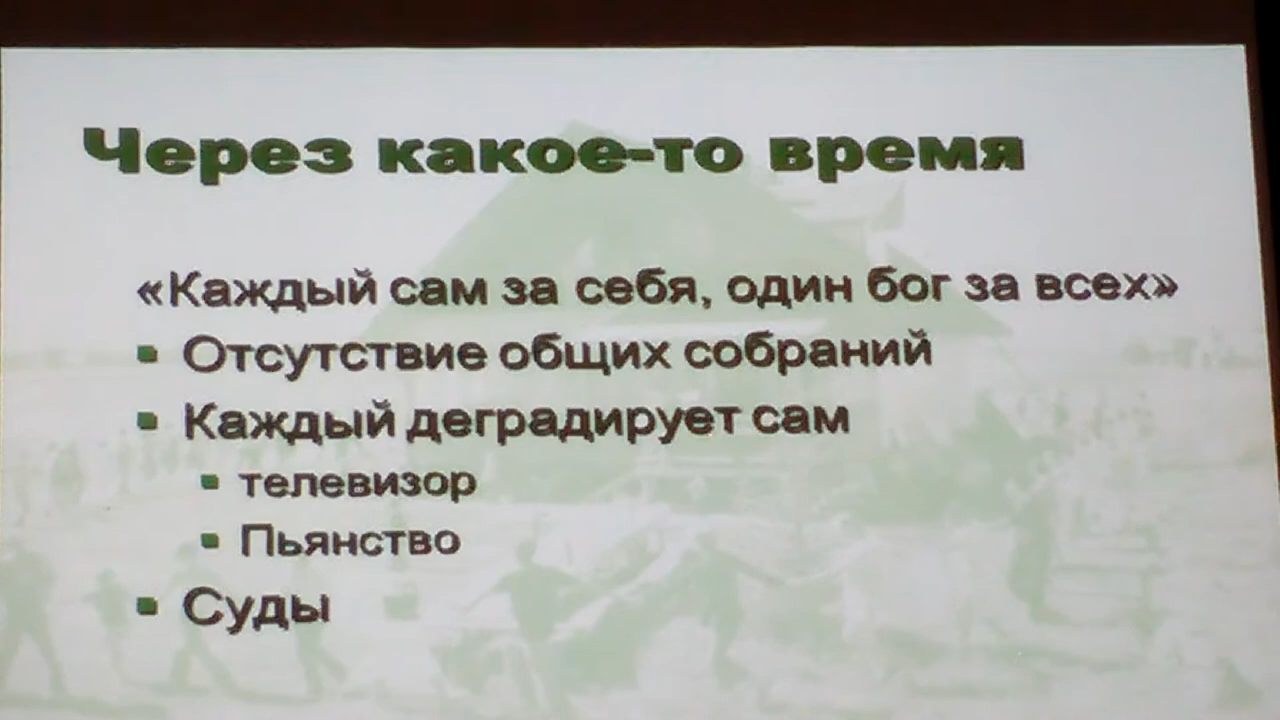 Через какое-то время
«Каждый сам за себя, один бог за всех»
Отсутствие общих собраний
Каждый деградирует сам
телевизор
Пьянство
Суды